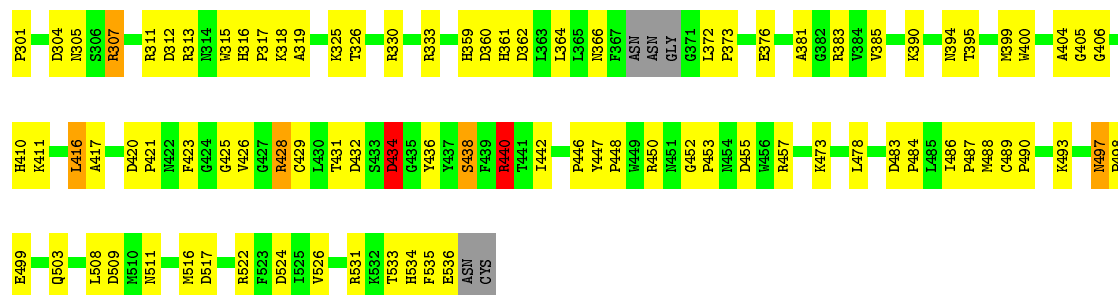 P301 D304 N305 S306 R307 R311 D312 R313 N314 W315 H316 P317 K318 A319 K325 T326 R330 R333 H359 D360 H361 D362 L363 L364 L365 N366 F367 ASN ASN GLY G371 L372 P373 E376 A381 G382 R383 V384 V385 K390 N394 T395 M399 W400 A404 G405 G406
H410 K411 L416 A417 D420 P421 N422 F423 G424 G425 V426 G427 R428 C429 L430 T431 D432 S433 D434 G435 Y436 Y437 S438 F439 R440 T441 I442 P446 Y447 P448 W449 R450 N451 G452 P453 N454 D455 W456 R457 K473 L478 D483 P484 L485 I486 P487 M488 C489 P490 K493 N497
E499 Q503 L508 D509 M510 N511 M516 D517 R522 F523 D524 I525 V526 R531 K532 T533 H534 F535 E536 ASN CYS